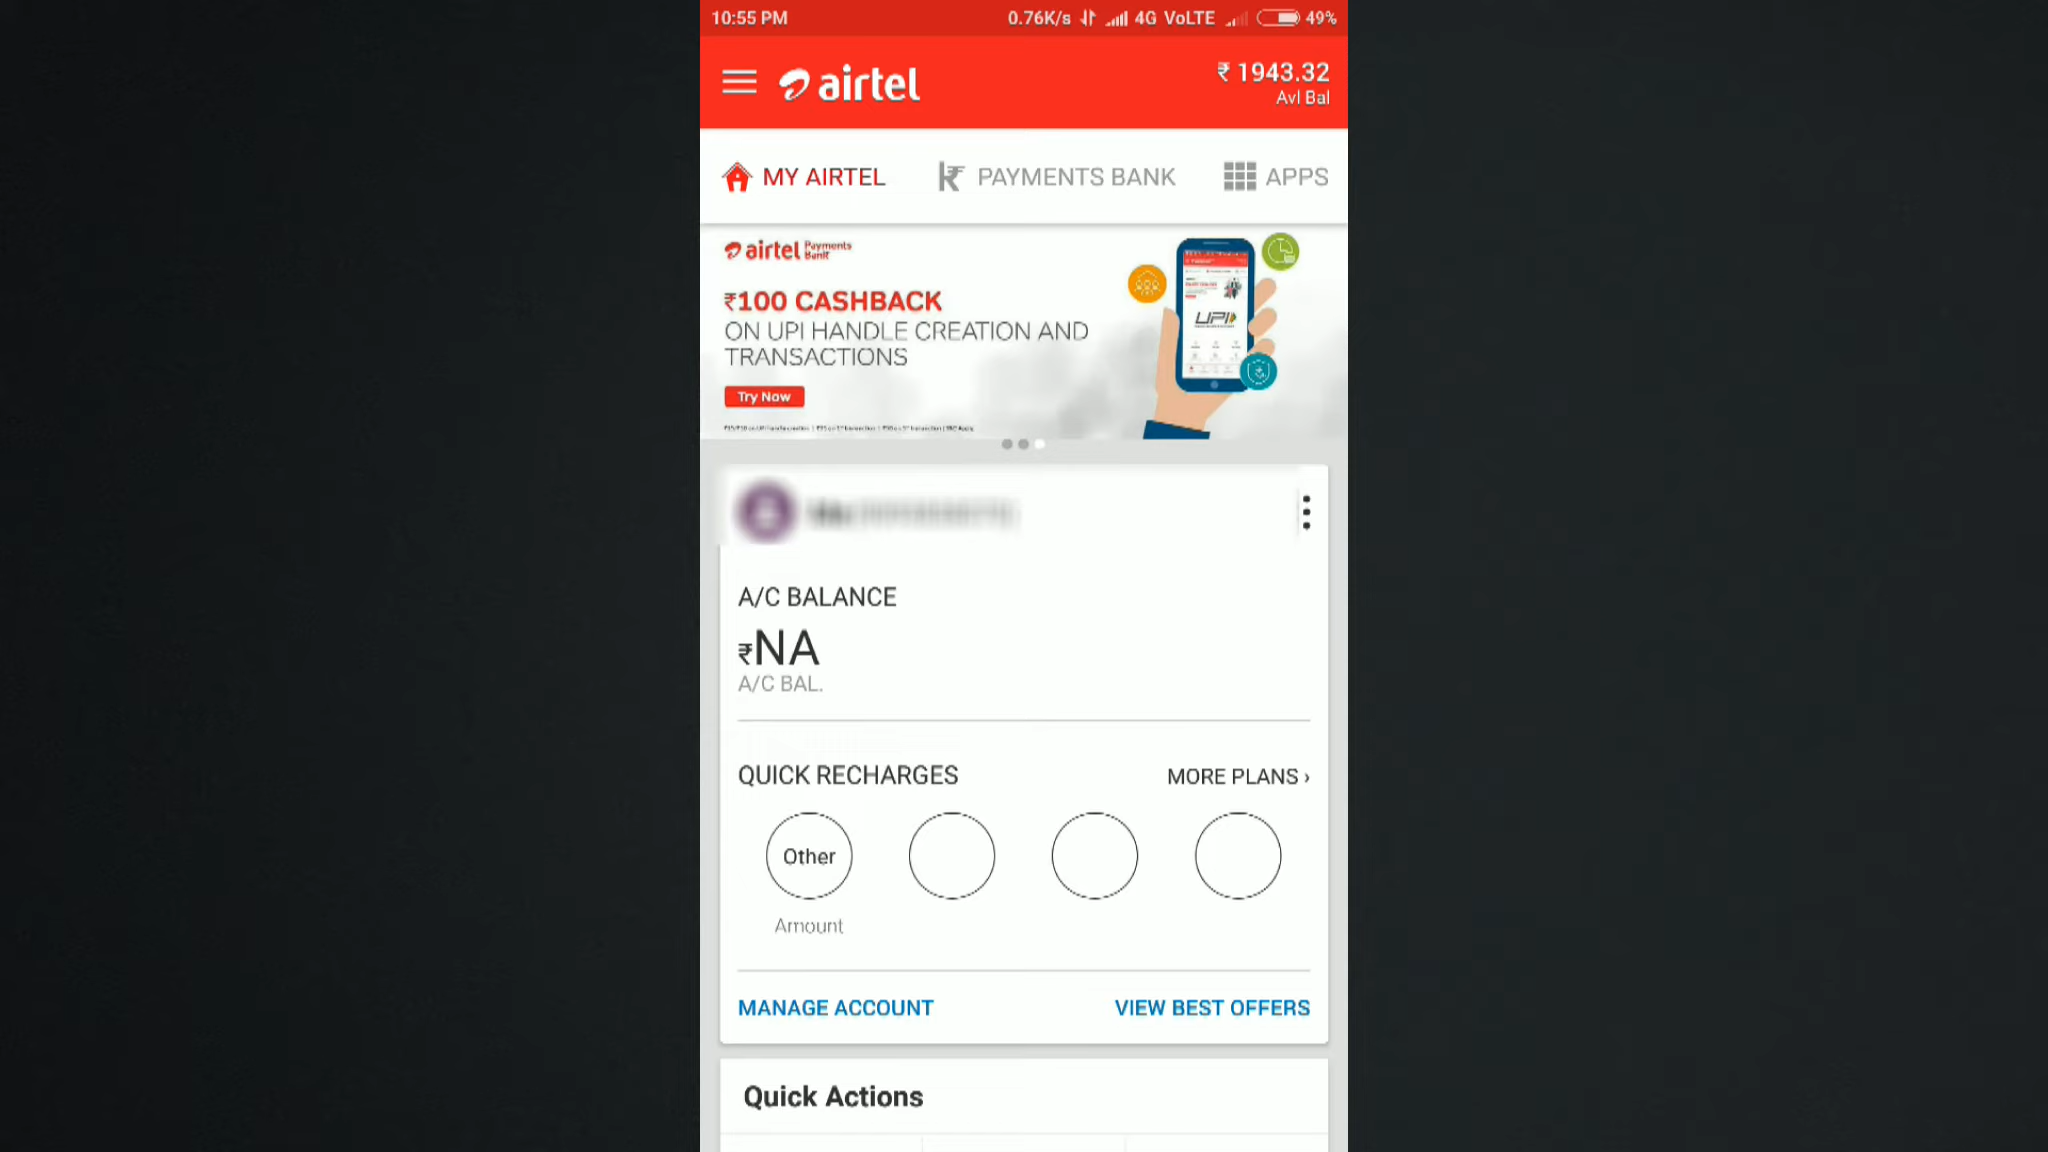 10:55 PM 0.76K/s 4G VoLTE 49%
airtel
₹ 1943.32
Avl Bal
MY AIRTEL PAYMENTS BANK APPS
airtel Payments Bank
₹100 CASHBACK
ON UPI HANDLE CREATION AND
TRANSACTIONS
UPI
Try Now
A/C BALANCE
₹NA
A/C BAL.
QUICK RECHARGES MORE PLANS ›
Other
Amount
MANAGE ACCOUNT VIEW BEST OFFERS
Quick Actions